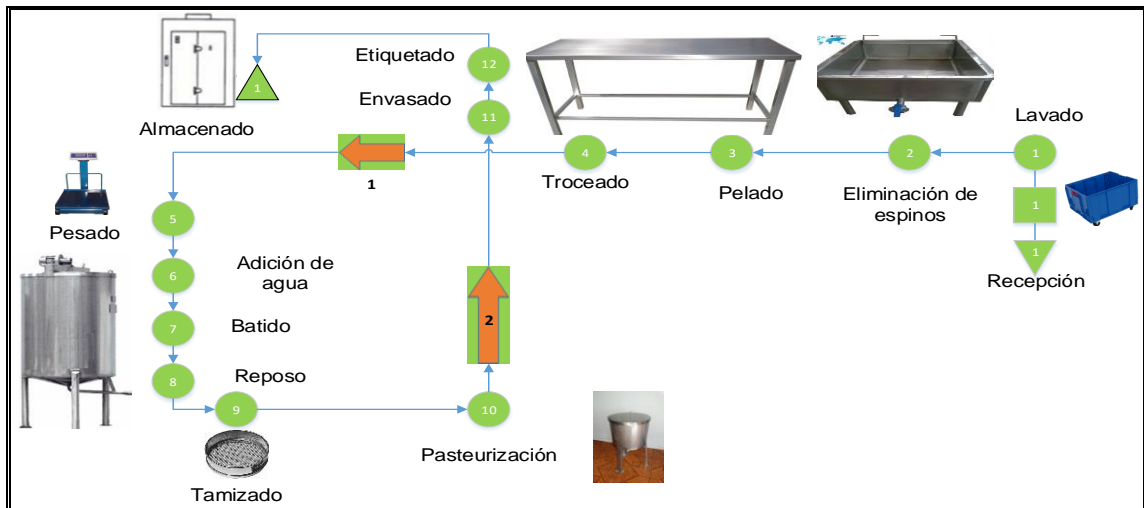 Etiquetado
12
1
Envasado
11
Almacenado
Lavado
1
4
3
2
1
Troceado
Pelado
Eliminación de
espinos
1
1
Recepción
5
Pesado
6
Adición de
agua
7
Batido
2
8
Reposo
9
10
Pasteurización
Tamizado